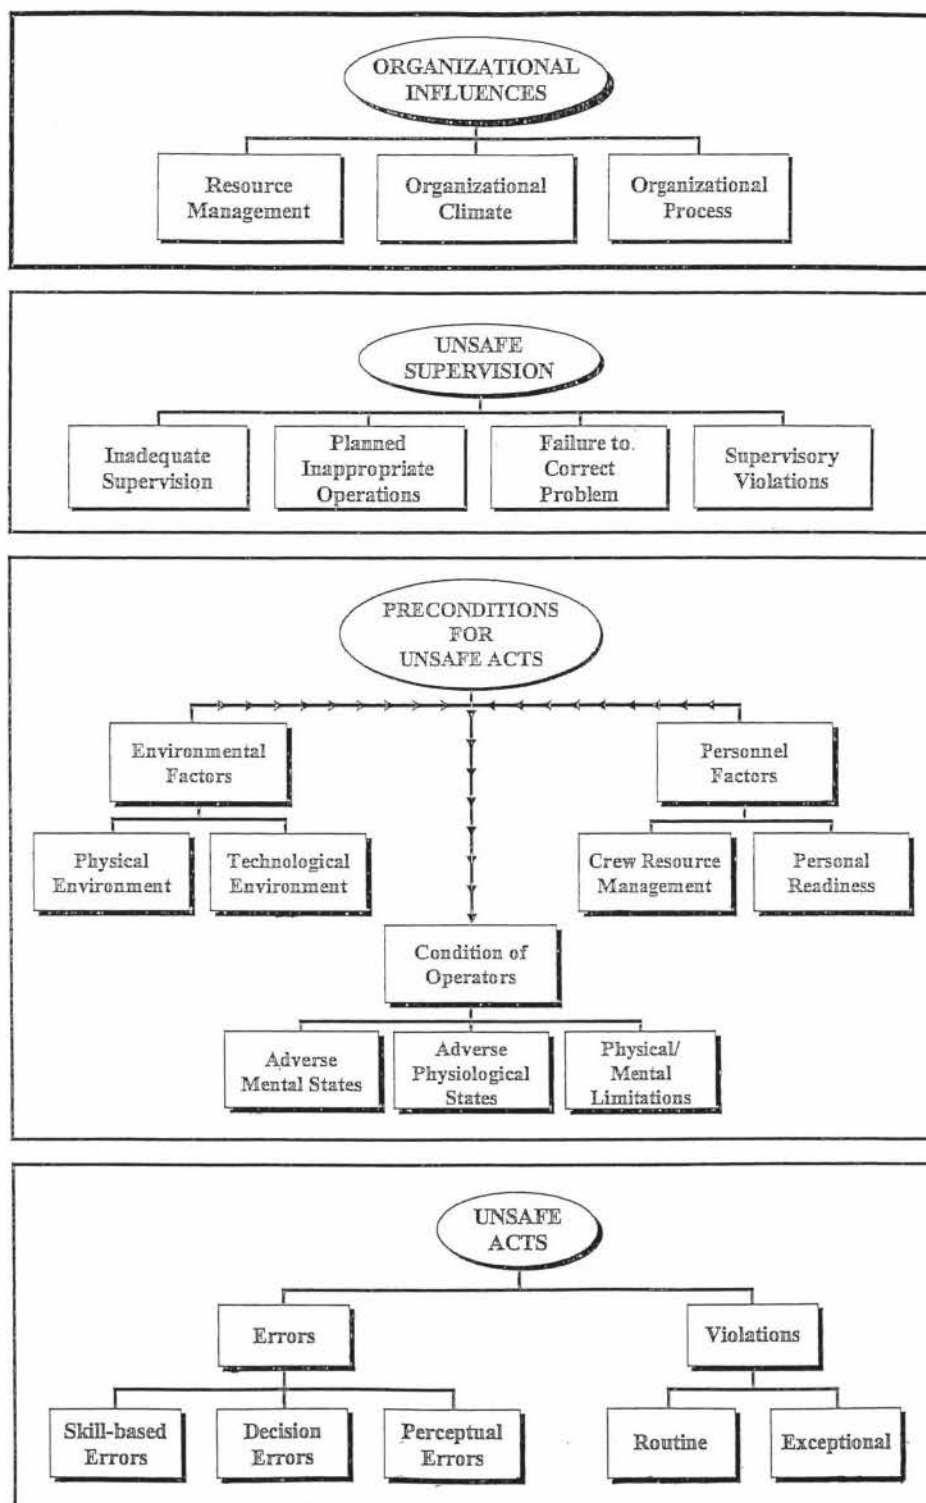 ORGANIZATIONAL
INFLUENCES
Resource
Management
Organizational
Climate
Organizational
Process
UNSAFE
SUPERVISION
Inadequate
Supervision
Planned
Inappropriate
Operations
Failure to
Correct
Problem
Supervisory
Violations
PRECONDITIONS
FOR
UNSAFE ACTS
Environmental
Factors
Personnel
Factors
Physical
Environment
Technological
Environment
Crew Resource
Management
Personal
Readiness
Condition of
Operators
Adverse
Mental States
Adverse
Physiological
States
Physical/
Mental
Limitations
UNSAFE
ACTS
Errors
Violations
Skill-based
Errors
Decision
Errors
Perceptual
Errors
Routine
Exceptional